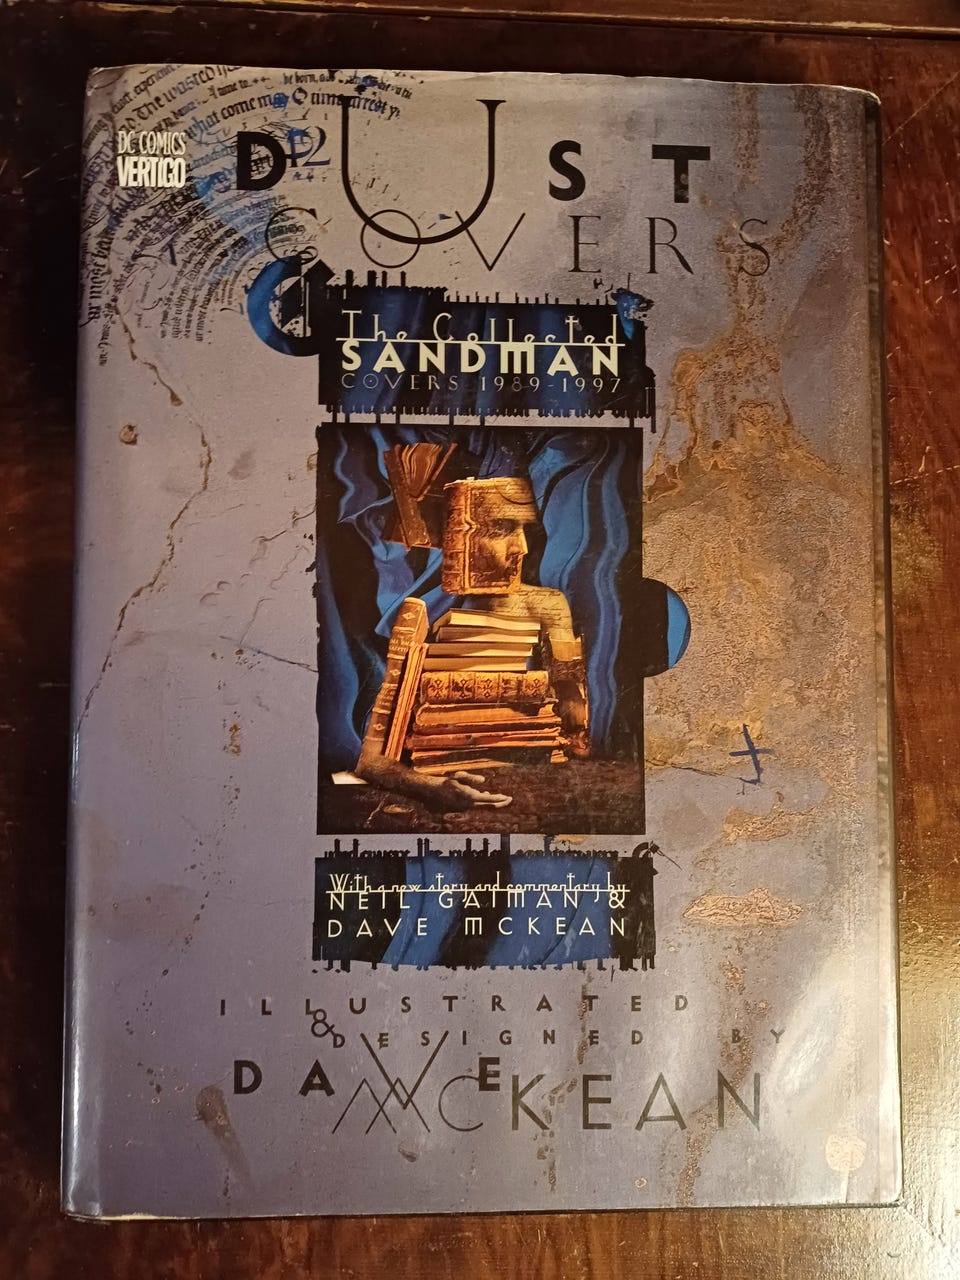 DC COMICS
VERTIGO
DUST
COVERS
The Collected
SANDMAN
COVERS 1989-1997
With a new story and commentary by
NEIL GAIMAN &
DAVE MCKEAN
ILLUSTRATED
& DESIGNED BY
DAVE
MCKEAN